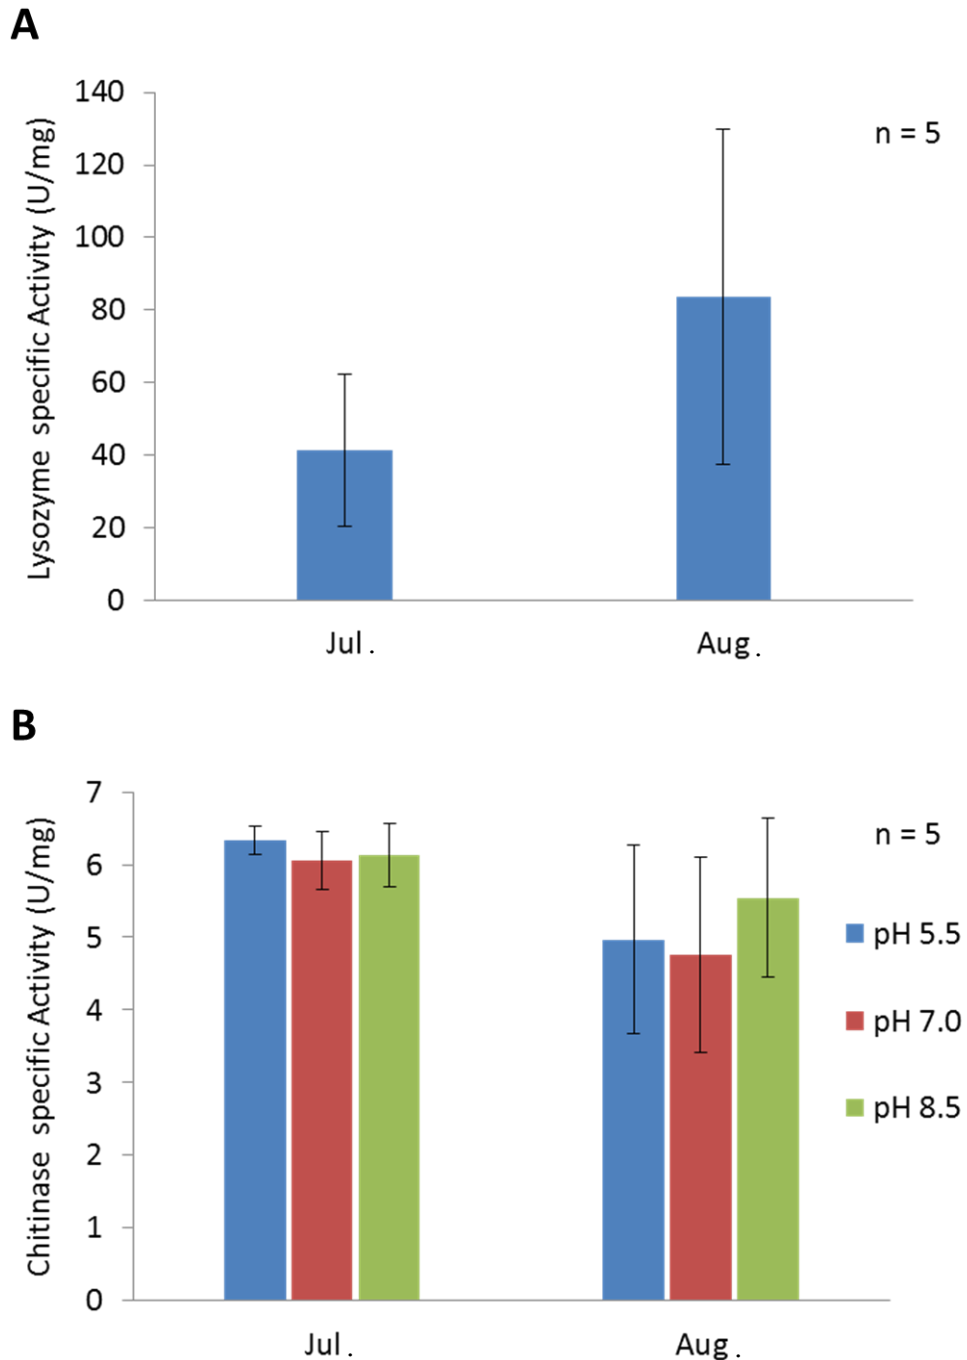 A
Lysozyme specific Activity (U/mg)
140
120
100
80
60
40
20
0
n = 5
Jul .
Aug .
B
Chitinase specific Activity (U/mg)
7
6
5
4
3
2
1
0
n = 5
pH 5.5
pH 7.0
pH 8.5
Jul .
Aug .